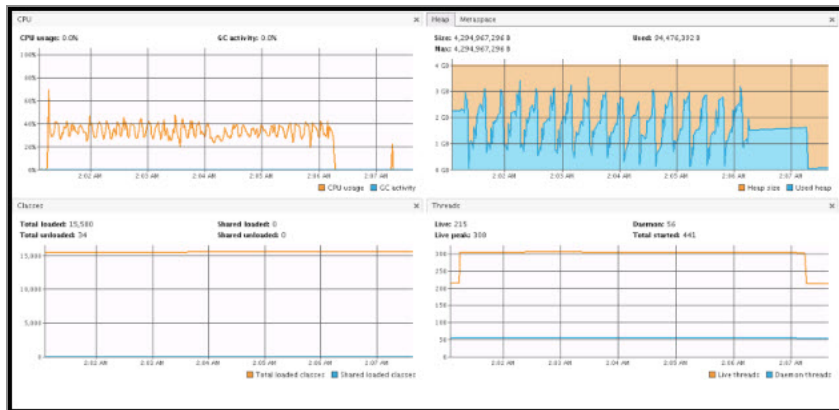 CPU
CPU usage: 0.0% GC activity: 0.0%
100%
80%
60%
40%
20%
0%
2:02 AM 2:03 AM 2:04 AM 2:05 AM 2:06 AM 2:07 AM
CPU usage GC activity
Heap Metaspace
Size: 4,294,967,296 B Used: 94,476,392 B
Max: 4,294,967,296 B
4 GB
3 GB
2 GB
1 GB
0 GB
2:02 AM 2:03 AM 2:04 AM 2:05 AM 2:06 AM 2:07 AM
Heap size Used heap
Classes
Total loaded: 15,580 Shared loaded: 0
Total unloaded: 34 Shared unloaded: 0
15,000
10,000
5,000
0
2:02 AM 2:03 AM 2:04 AM 2:05 AM 2:06 AM 2:07 AM
Total loaded classes Shared loaded classes
Threads
Live: 215 Daemon: 56
Live peak: 308 Total started: 441
300
250
200
150
100
50
0
2:02 AM 2:03 AM 2:04 AM 2:05 AM 2:06 AM 2:07 AM
Live threads Daemon threads